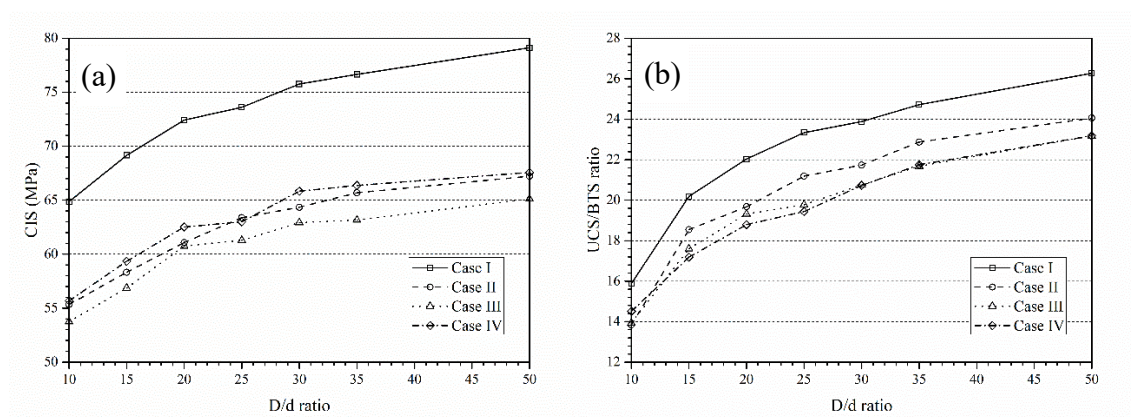 (a)
80
75
70
65
60
55
50
CIS (MPa)
10 15 20 25 30 35 40 45 50
D/d ratio
Case I
Case II
Case III
Case IV
(b)
28
26
24
22
20
18
16
14
12
UCS/BTS ratio
10 15 20 25 30 35 40 45 50
D/d ratio
Case I
Case II
Case III
Case IV